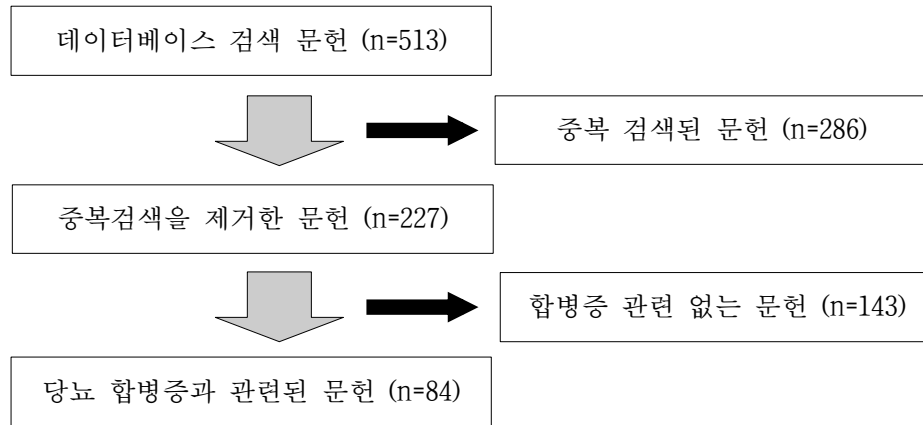 데이터베이스 검색 문헌 (n=513)
중복 검색된 문헌 (n=286)
중복검색을 제거한 문헌 (n=227)
합병증 관련 없는 문헌 (n=143)
당뇨 합병증과 관련된 문헌 (n=84)